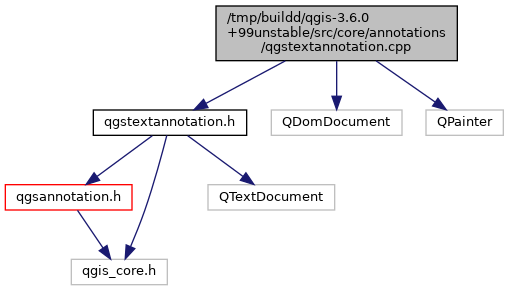 /tmp/buildd/qgis-3.6.0
+99unstable/src/core/annotations
/qgstextannotation.cpp
qgstextannotation.h
QDomDocument
QPainter
qgsannotation.h
QTextDocument
qgis_core.h